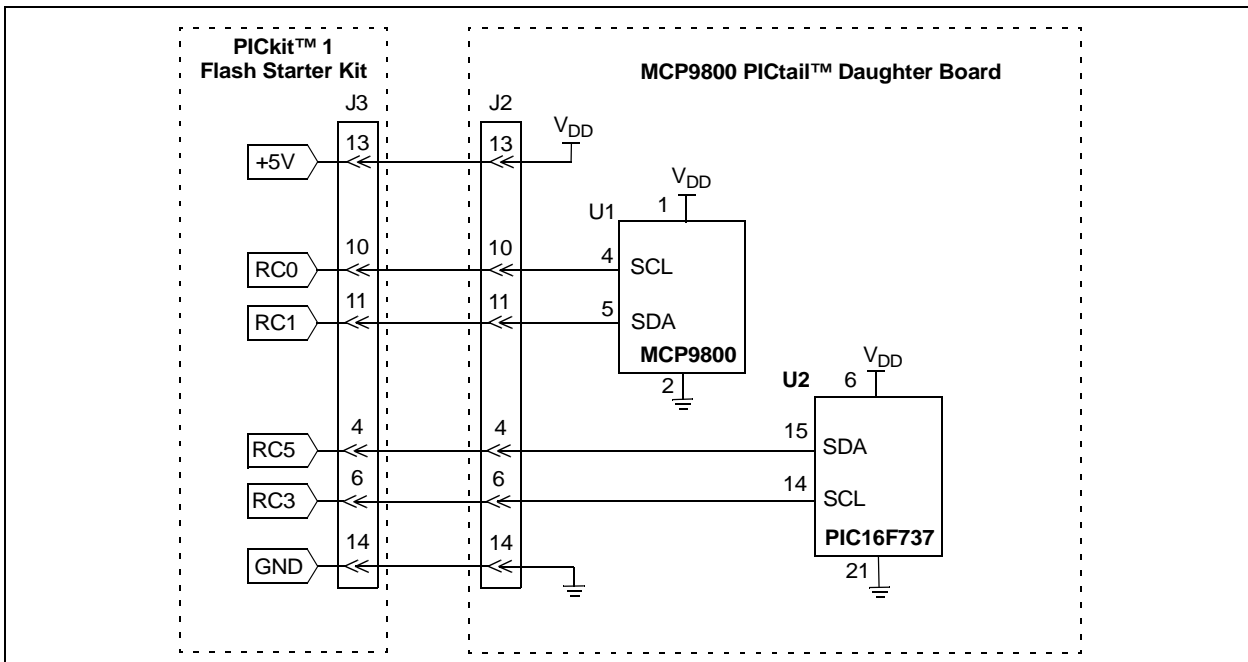 PICkit™ 1
Flash Starter Kit
MCP9800 PICtail™ Daughter Board
J3
J2
+5V
13
13
VDD
VDD
1
U1
RC0
10
10
4
SCL
RC1
11
11
5
SDA
MCP9800
2
VDD
U2
6
RC5
4
4
15
SDA
RC3
6
6
14
SCL
PIC16F737
GND
14
14
21